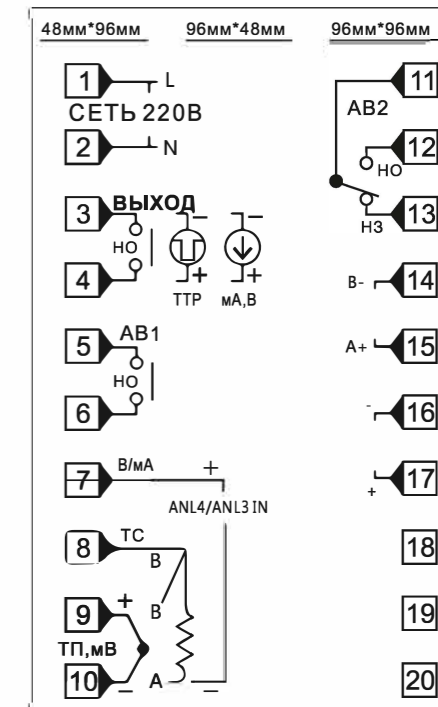 48мм*96мм 96мм*48мм 96мм*96мм
1 L 11
СЕТЬ 220В АВ2
2 N 12
НО
3 ВЫХОД − 13
НО НЗ
4 + + 14 В-
ТТР мА,В
5 АВ1 15 А+
НО
6 16 -
7 В/мА + 17 +
ANL4/ANL3 IN
8 ТС 18
В
9 + В 19
ТП,мВ
10 − А − 20